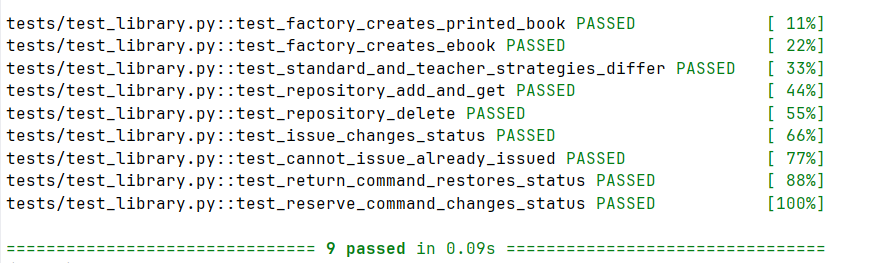 tests/test_library.py::test_factory_creates_printed_book PASSED [ 11%]
tests/test_library.py::test_factory_creates_ebook PASSED [ 22%]
tests/test_library.py::test_standard_and_teacher_strategies_differ PASSED [ 33%]
tests/test_library.py::test_repository_add_and_get PASSED [ 44%]
tests/test_library.py::test_repository_delete PASSED [ 55%]
tests/test_library.py::test_issue_changes_status PASSED [ 66%]
tests/test_library.py::test_cannot_issue_already_issued PASSED [ 77%]
tests/test_library.py::test_return_command_restores_status PASSED [ 88%]
tests/test_library.py::test_reserve_command_changes_status PASSED [100%]
=============================== 9 passed in 0.09s ================================